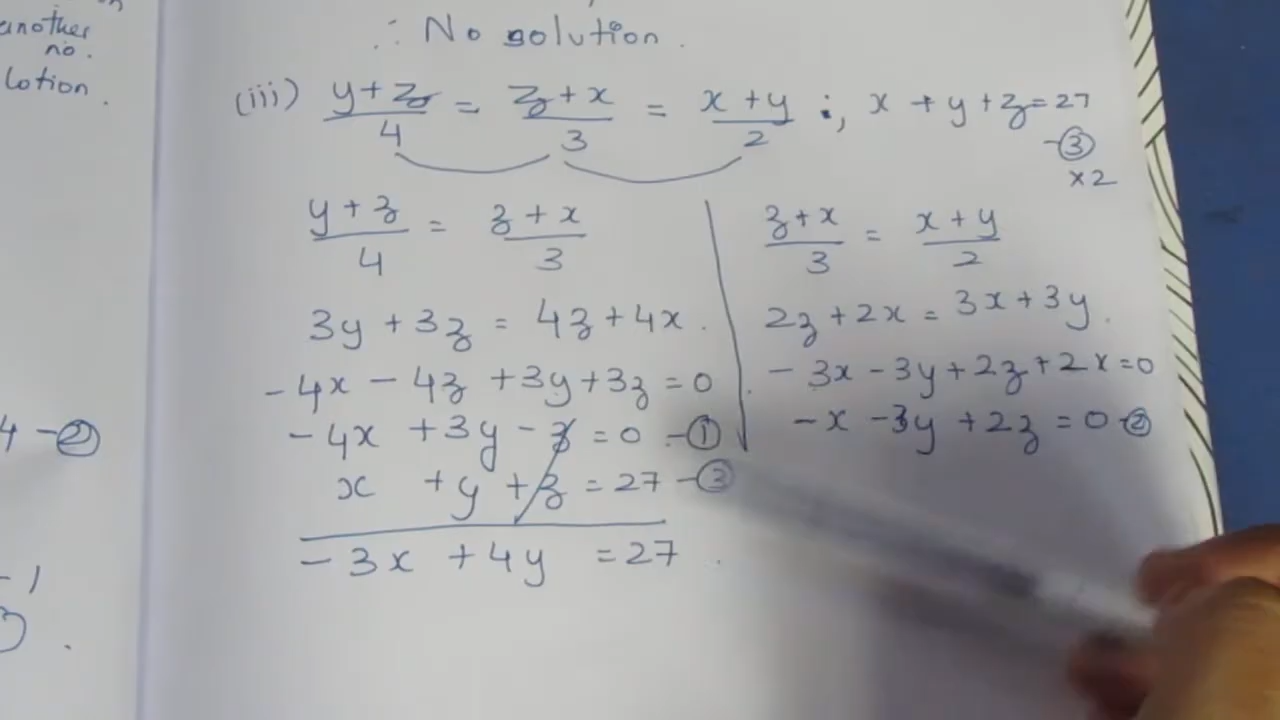 another
no.
lotion.
4 -②
-1
∴ No solution.
(iii) y+z/4 = z+x/3 = x+y/2 ; x+y+z=27
-③
×2
y+z/4 = z+x/3
3y+3z = 4z+4x.
-4x - 4z +3y+3z =0
-4x +3y -z =0 -①
x +y +z =27 -③
-3x +4y =27.
z+x/3 = x+y/2
2z+2x = 3x+3y.
-3x-3y+2z+2x=0
-x -3y +2z =0-②